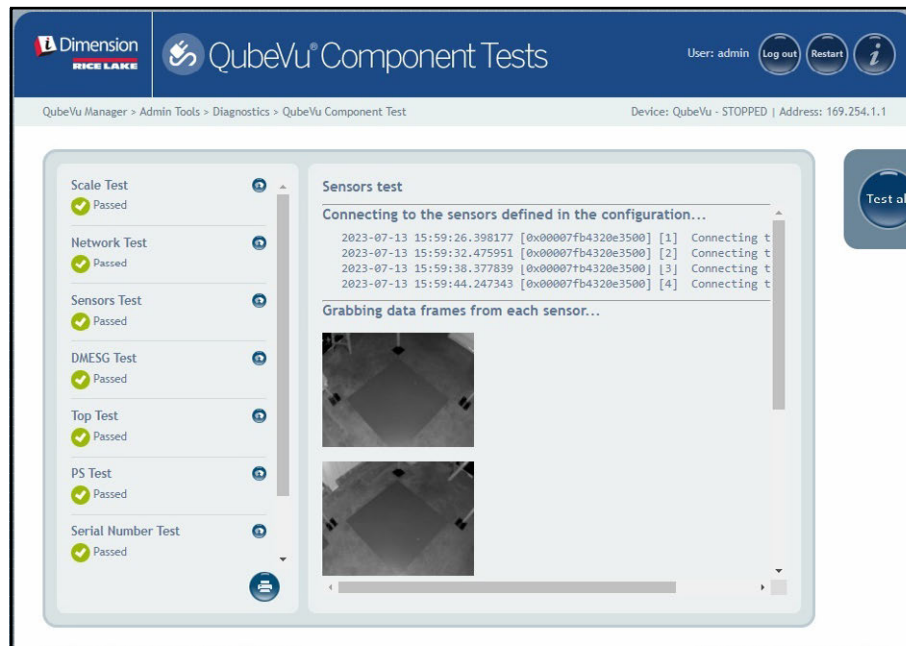 iDimension
RICE LAKE
QubeVu® Component Tests
User: admin
Log out
Restart
i
QubeVu Manager > Admin Tools > Diagnostics > QubeVu Component Test
Device: QubeVu - STOPPED | Address: 169.254.1.1
Scale Test
Passed
Network Test
Passed
Sensors Test
Passed
DMESG Test
Passed
Top Test
Passed
PS Test
Passed
Serial Number Test
Passed
Sensors test
Connecting to the sensors defined in the configuration...
2023-07-13 15:59:26.398177 [0x00007fb4320e3500] [1] Connecting t
2023-07-13 15:59:32.475951 [0x00007fb4320e3500] [2] Connecting t
2023-07-13 15:59:38.377839 [0x00007fb4320e3500] [3] Connecting t
2023-07-13 15:59:44.247343 [0x00007fb4320e3500] [4] Connecting t
Grabbing data frames from each sensor...
Test al